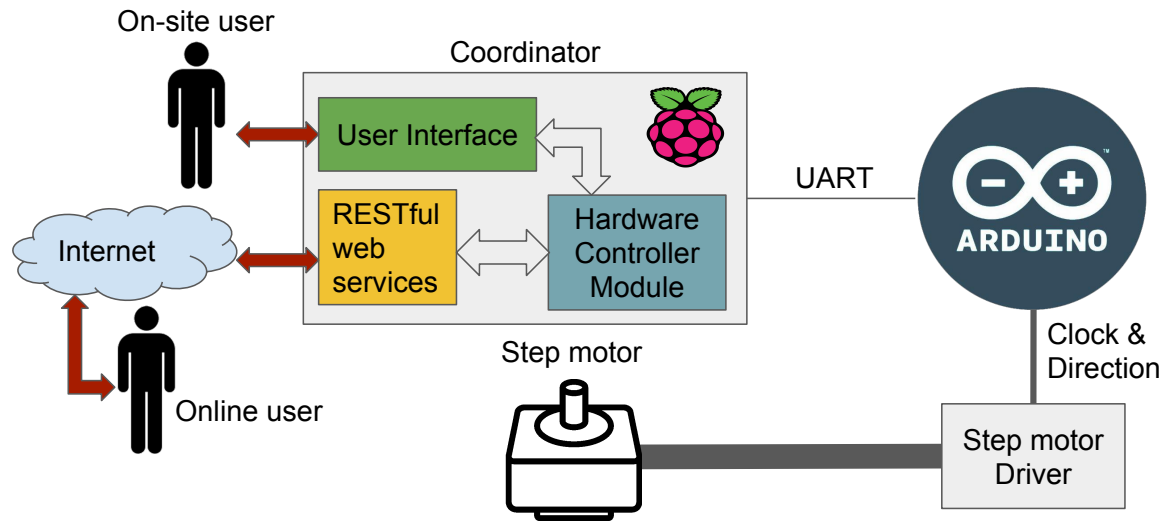 On-site user
Coordinator
User Interface
UART
™
ARDUINO
RESTful
web
services
Hardware
Controller
Module
Internet
Clock &
Direction
Step motor
Online user
Step motor
Driver